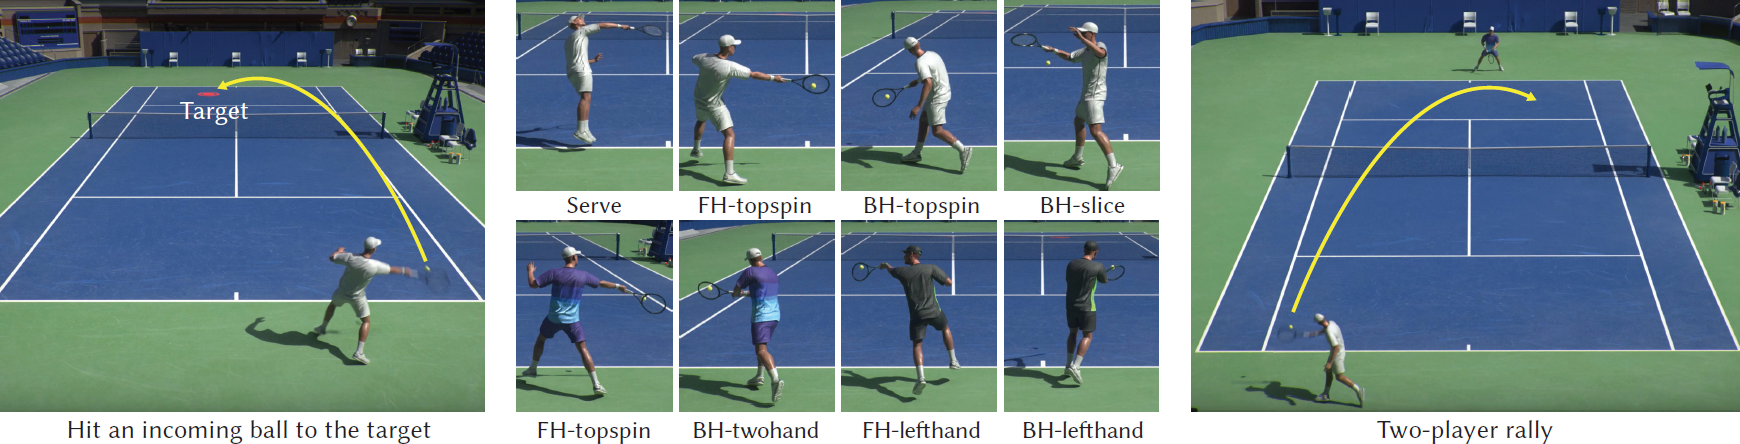 Target
Serve
FH-topspin
BH-topspin
BH-slice
FH-topspin
BH-twohand
FH-lefthand
BH-lefthand
Hit an incoming ball to the target
Two-player rally